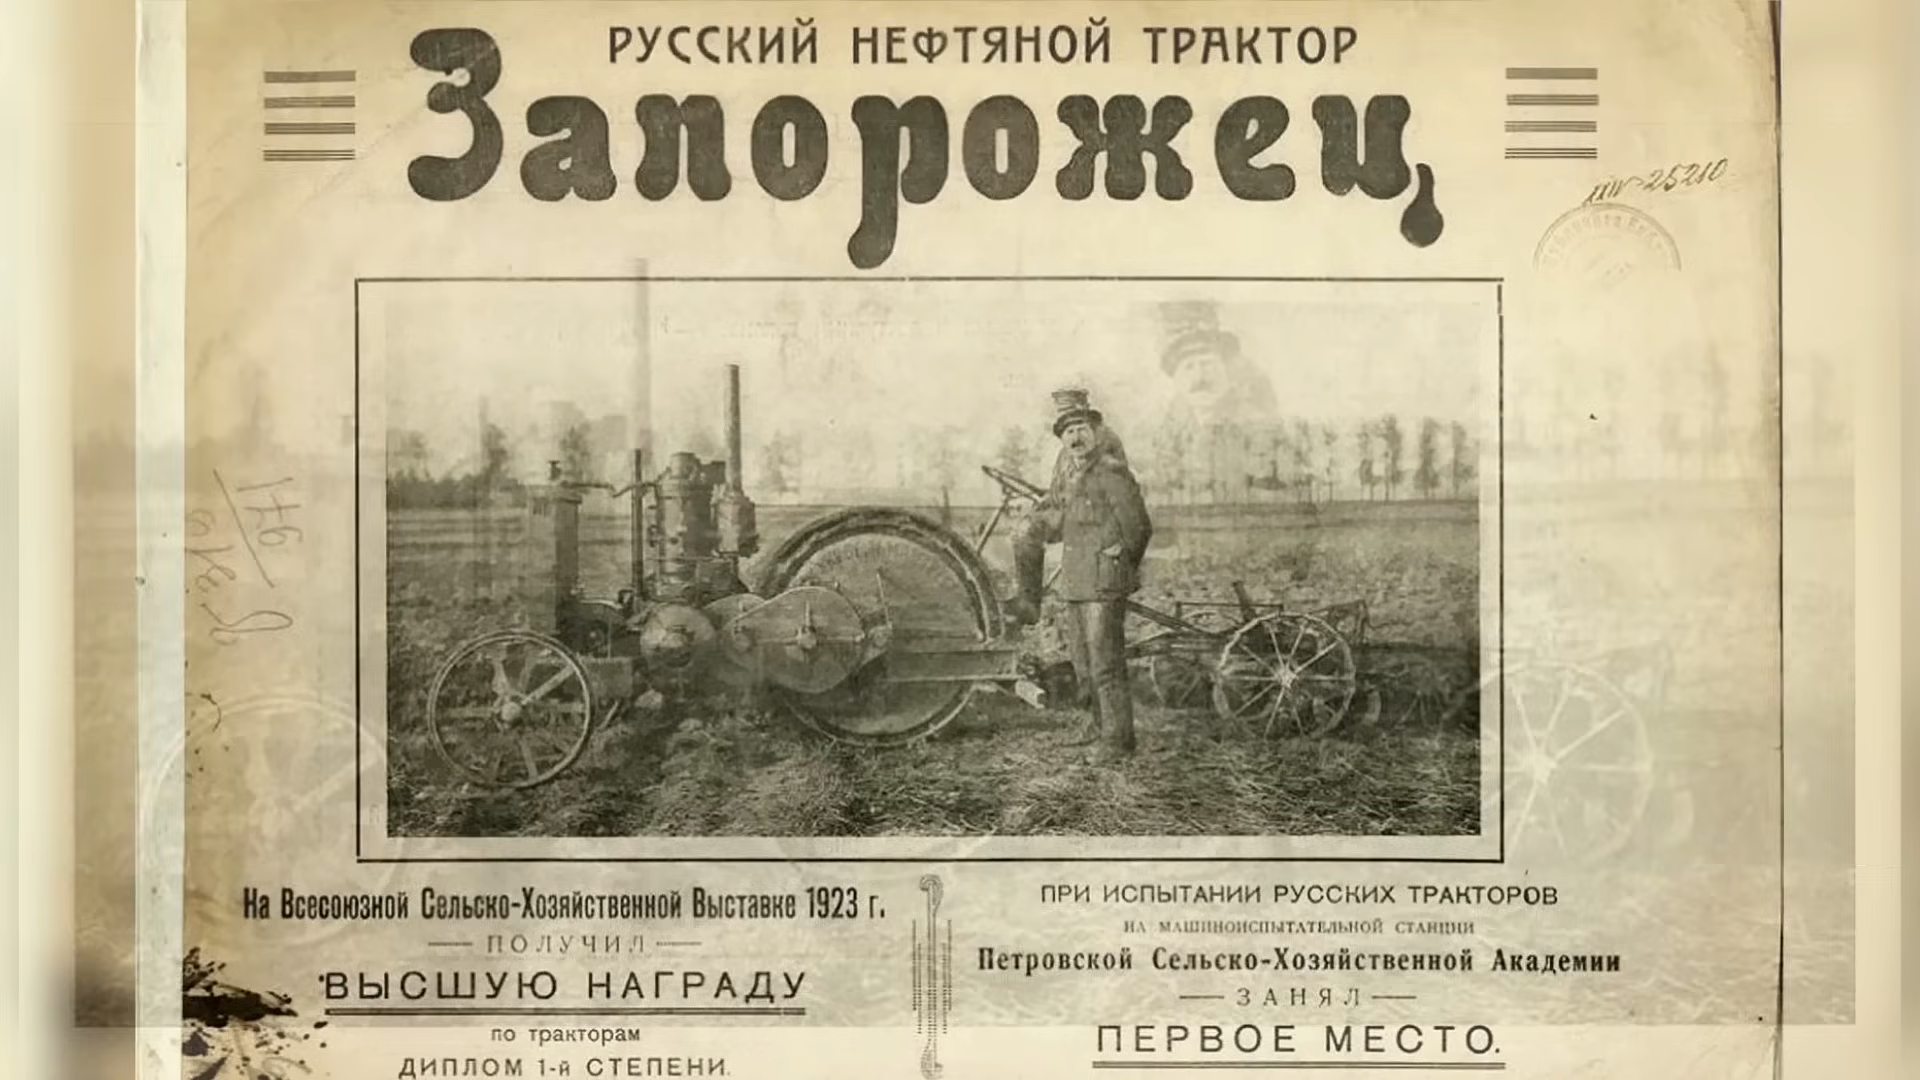 РУССКИЙ НЕФТЯНОЙ ТРАКТОР
Запорожец
25210
На Всесоюзной Сельско-Хозяйственной Выставке 1923 г.
ПОЛУЧИЛ
ВЫСШУЮ НАГРАДУ
по тракторам
ДИПЛОМ 1-й СТЕПЕНИ.
ПРИ ИСПЫТАНИИ РУССКИХ ТРАКТОРОВ
НА МАШИНОИСПЫТАТЕЛЬНОЙ СТАНЦИИ
Петровской Сельско-Хозяйственной Академии
ЗАНЯЛ
ПЕРВОЕ МЕСТО.